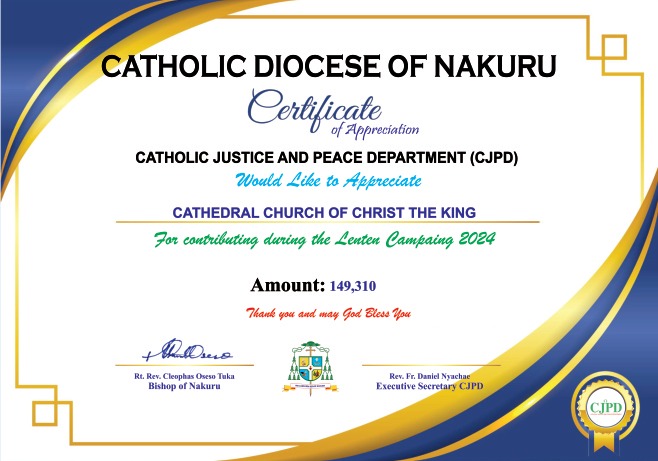 CATHOLIC DIOCESE OF NAKURU
Certificate
of Appreciation
CATHOLIC JUSTICE AND PEACE DEPARTMENT (CJPD)
Would Like to Appreciate
CATHEDRAL CHURCH OF CHRIST THE KING
For contributing during the Lenten Campaing 2024
Amount: 149,310
Thank you and may God Bless You
Rt. Rev. Cleophas Oseso Tuka
Bishop of Nakuru
Rev. Fr. Daniel Nyachae
Executive Secretary CJPD
CJPD